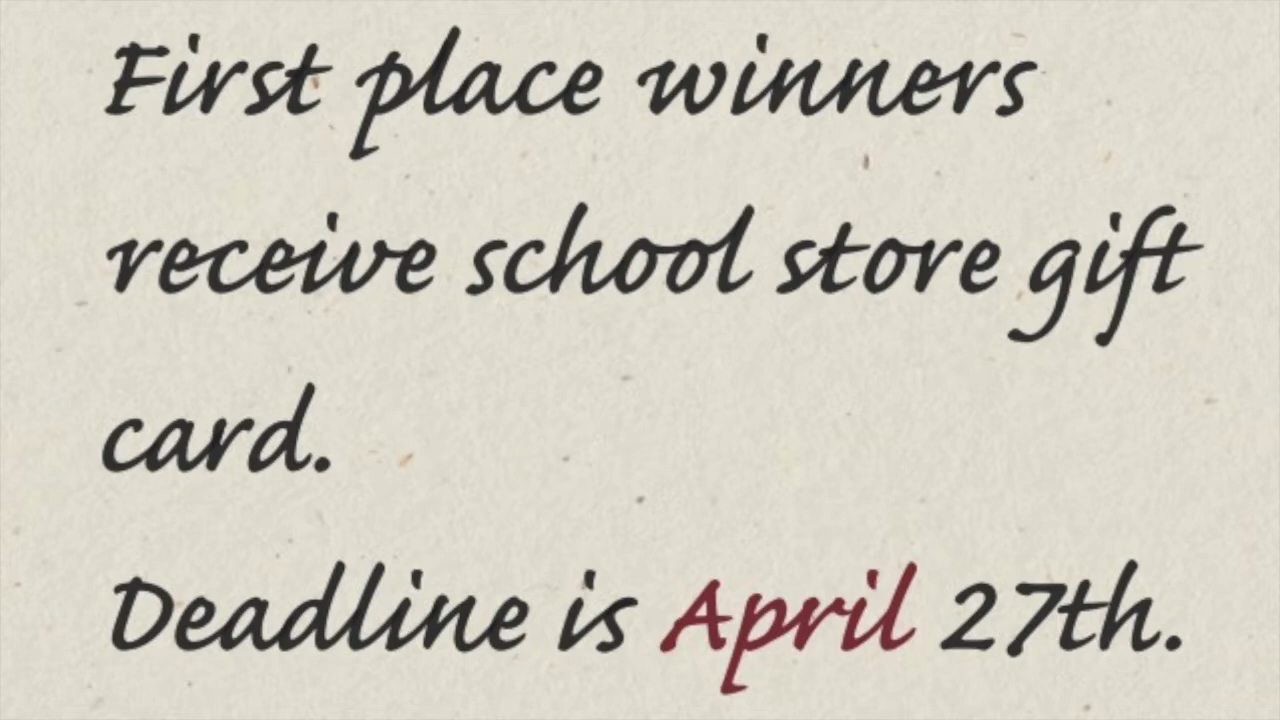 First place winners
receive school store gift
card.
Deadline is April 27th.